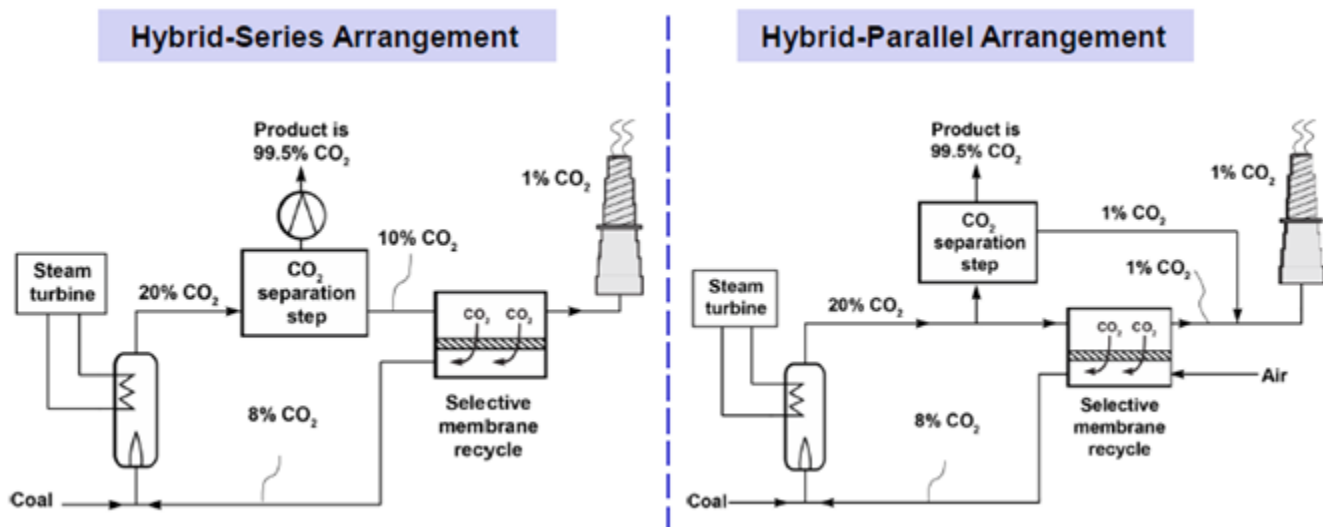 Hybrid-Series Arrangement
Product is
99.5% CO₂
1% CO₂
10% CO₂
CO₂
separation
step
Steam
turbine
20% CO₂
CO₂ CO₂
8% CO₂
Selective
membrane
recycle
Coal
Hybrid-Parallel Arrangement
Product is
99.5% CO₂
1% CO₂
CO₂
separation
step
1% CO₂
1% CO₂
Steam
turbine
20% CO₂
CO₂ CO₂
Air
8% CO₂
Selective
membrane
recycle
Coal